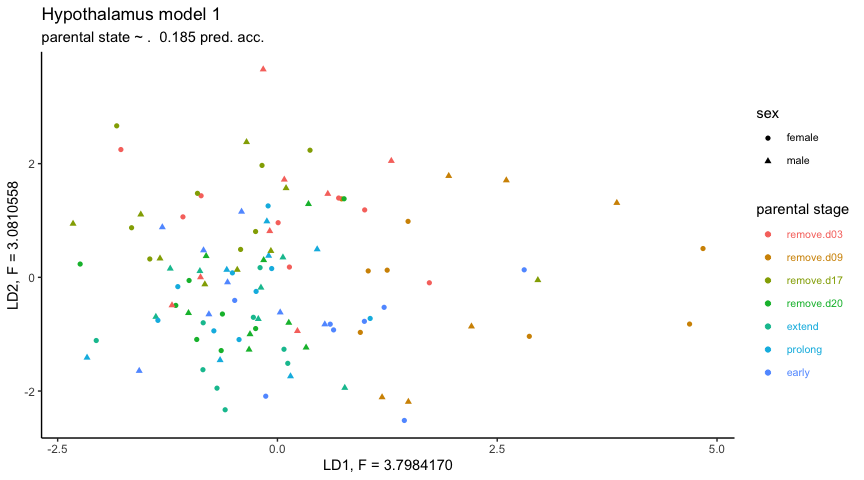 Hypothalamus model 1
parental state ~ .  0.185 pred. acc.
LD2, F = 3.0810558
2
0
-2
-2.5
0.0
2.5
5.0
LD1, F = 3.7984170
sex
female
male
parental stage
remove.d03
remove.d09
remove.d17
remove.d20
extend
prolong
early